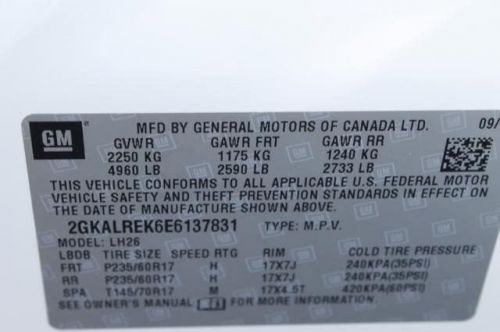 GM
MFD BY GENERAL MOTORS OF CANADA LTD. 09/
GVWR GAWR FRT GAWR RR
2250 KG 1175 KG 1240 KG
4960 LB 2590 LB 2733 LB
THIS VEHICLE CONFORMS TO ALL APPLICABLE U.S. FEDERAL MOTOR
VEHICLE SAFETY AND THEFT PREVENTION STANDARDS IN EFFECT ON
THE DATE OF MANUFACTURE SHOWN ABOVE.
2GKALREK6E6137831 TYPE: M.P.V.
MODEL: LH26
LBDB TIRE SIZE SPEED RTG RIM COLD TIRE PRESSURE
FRT P235/60R17 H 17X7J 240KPA(35PSI)
RR P235/60R17 H 17X7J 240KPA(35PSI)
SPA T145/70R17 M 17X4.5T 420KPA(60PSI)
SEE OWNER'S MANUAL FOR MORE INFORMATION.